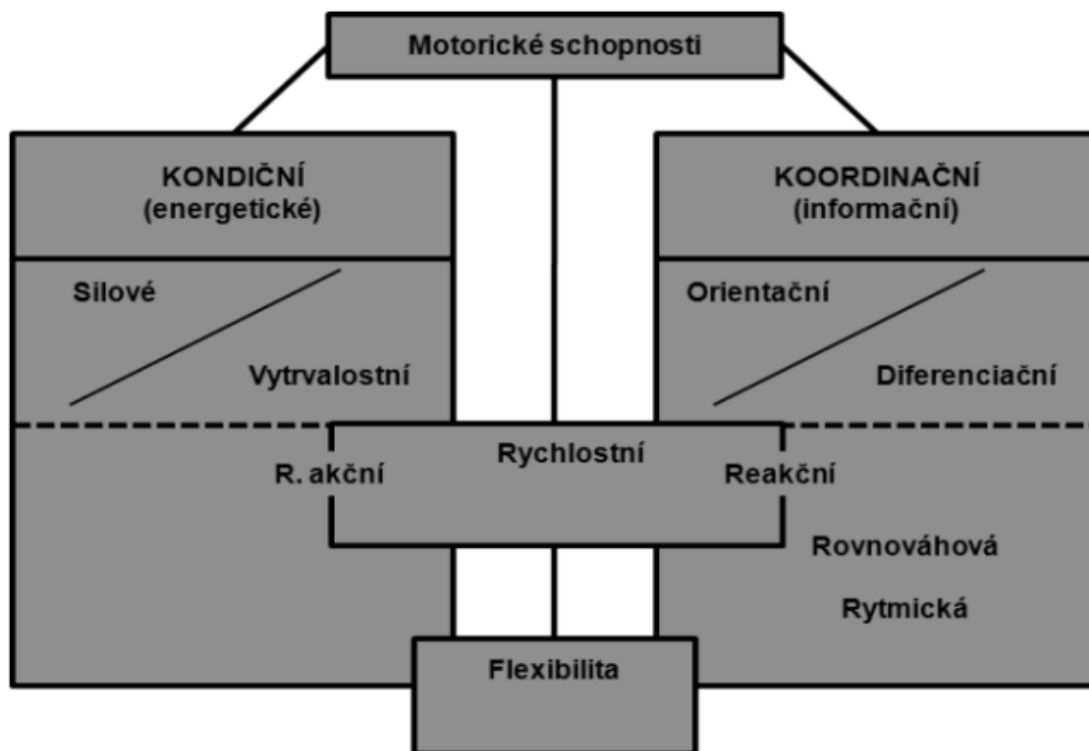 Motorické schopnosti
KONDIČNÍ
(energetické)
KOORDINAČNÍ
(informační)
Silové
Vytrvalostní
Orientační
Diferenciační
Rychlostní
R. akční
Reakční
Rovnováhová
Rytmická
Flexibilita